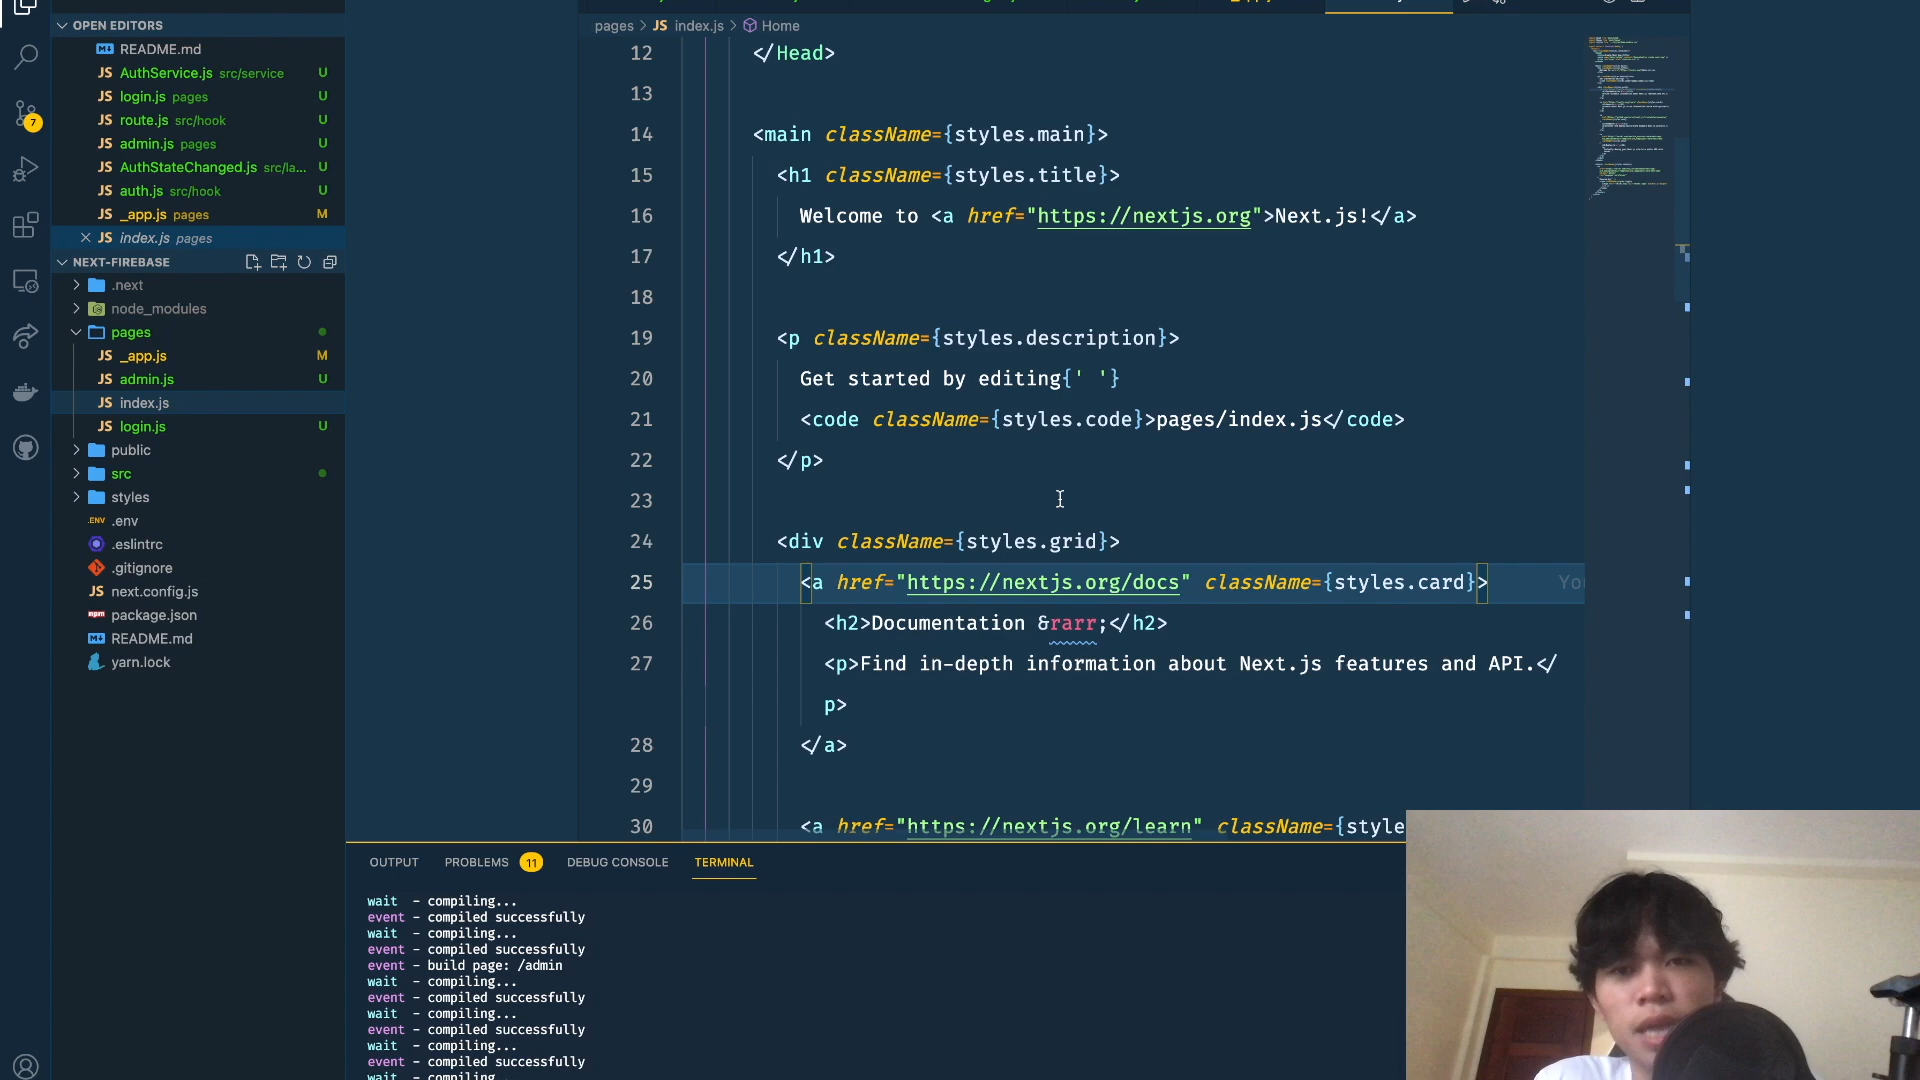 OPEN EDITORS
README.md
AuthService.js src/service U
login.js pages U
route.js src/hook U
admin.js pages U
AuthStateChanged.js src/la... U
auth.js src/hook U
_app.js pages M
index.js pages
NEXT-FIREBASE
.next
node_modules
pages
_app.js M
admin.js U
index.js
login.js U
public
src
styles
.env
.eslintrc
.gitignore
next.config.js
package.json
README.md
yarn.lock
7
pages > JS index.js > Home
12 </Head>
13
14 <main className={styles.main}>
15 <h1 className={styles.title}>
16 Welcome to <a href="https://nextjs.org">Next.js!</a>
17 </h1>
18
19 <p className={styles.description}>
20 Get started by editing{' '}
21 <code className={styles.code}>pages/index.js</code>
22 </p>
23
24 <div className={styles.grid}>
25 <a href="https://nextjs.org/docs" className={styles.card}> Yo
26 <h2>Documentation &rarr;</h2>
27 <p>Find in-depth information about Next.js features and API.</
p>
28 </a>
29
30 <a href="https://nextjs.org/learn" className={style
OUTPUT PROBLEMS 11 DEBUG CONSOLE TERMINAL
wait - compiling...
event - compiled successfully
wait - compiling...
event - compiled successfully
event - build page: /admin
wait - compiling...
event - compiled successfully
wait - compiling...
event - compiled successfully
wait - compiling...
event - compiled successfully
wait - compiling